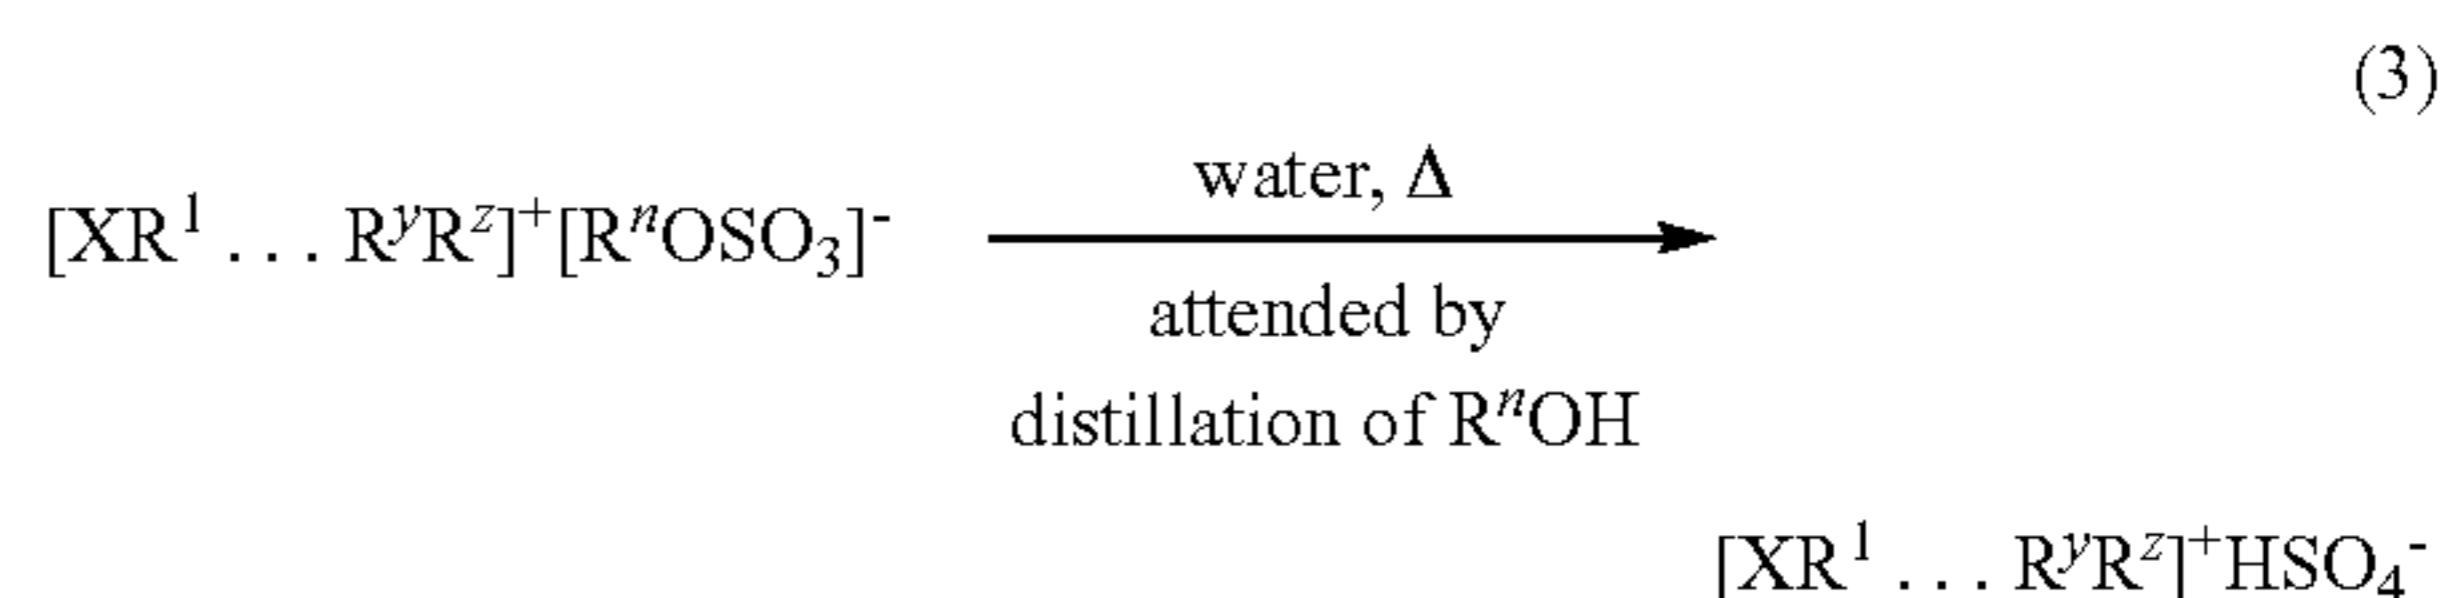 (3)
water, Δ
[XR¹ . . . RʸRᶻ]⁺[RⁿOSO₃]⁻
attended by
distillation of RⁿOH
[XR¹ . . . RʸRᶻ]⁺HSO₄⁻